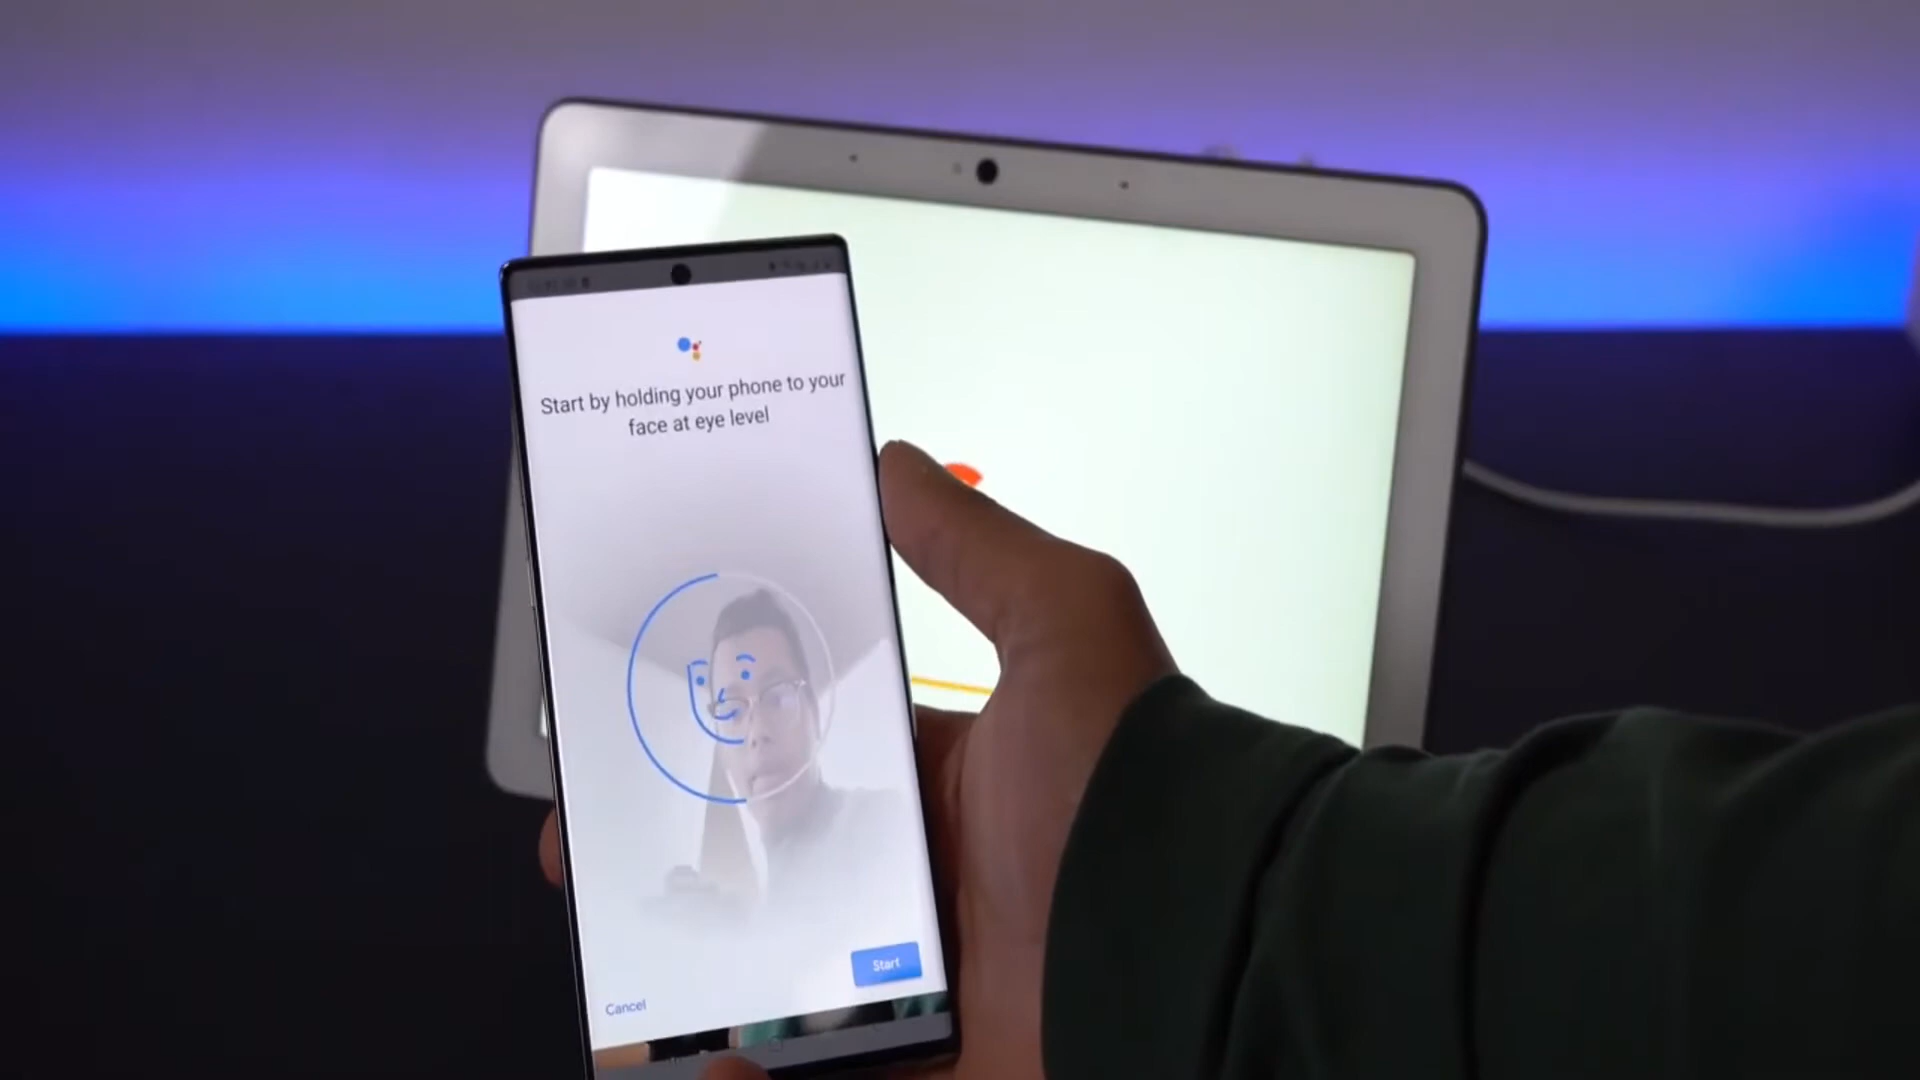 Start by holding your phone to your
face at eye level
Start
Cancel